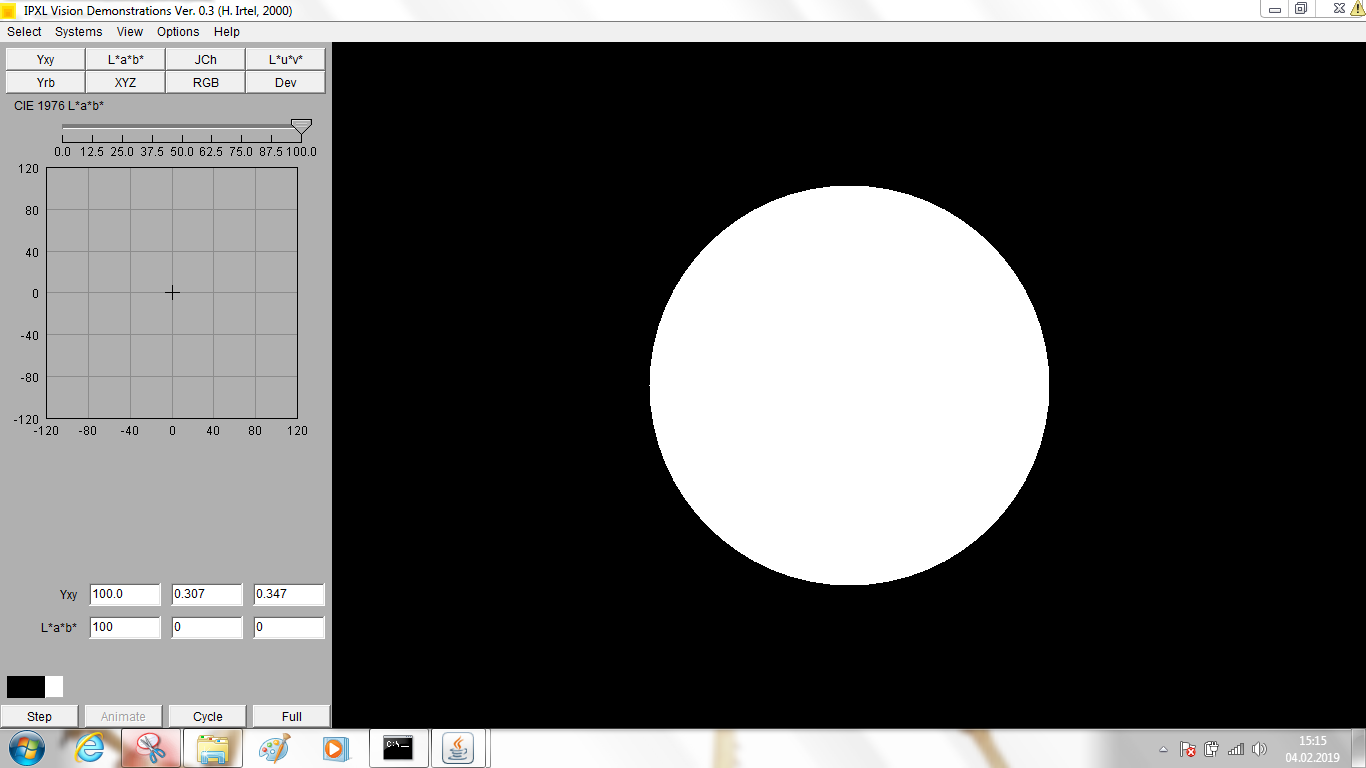 IPXL Vision Demonstrations Ver. 0.3 (H. Irtel, 2000)
Select Systems View Options Help
Yxy L*a*b* JCh L*u*v*
Yrb XYZ RGB Dev
CIE 1976 L*a*b*
0.0 12.5 25.0 37.5 50.0 62.5 75.0 87.5 100.0
120
80
40
0
-40
-80
-120
-120 -80 -40 0 40 80 120
Yxy 100.0 0.307 0.347
L*a*b* 100 0 0
Step Animate Cycle Full
C:\_
15:15
04.02.2019